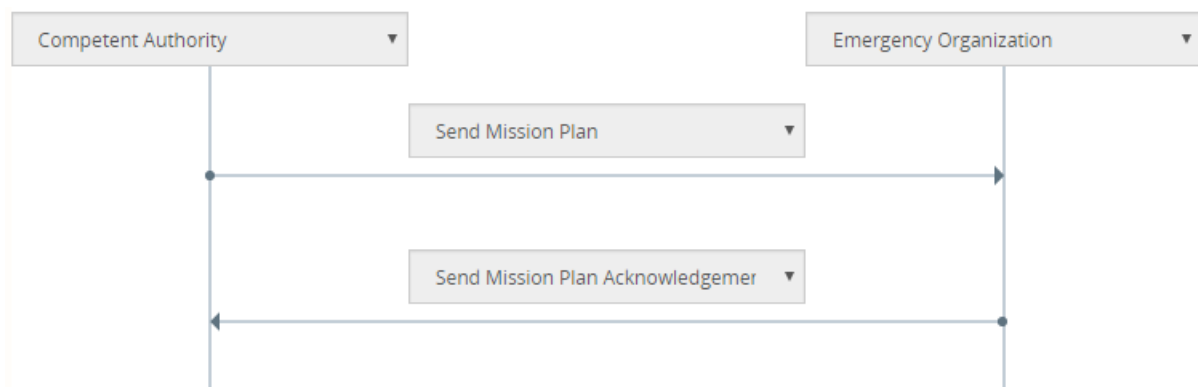 Competent Authority
Emergency Organization
Send Mission Plan
Send Mission Plan Acknowledgemer